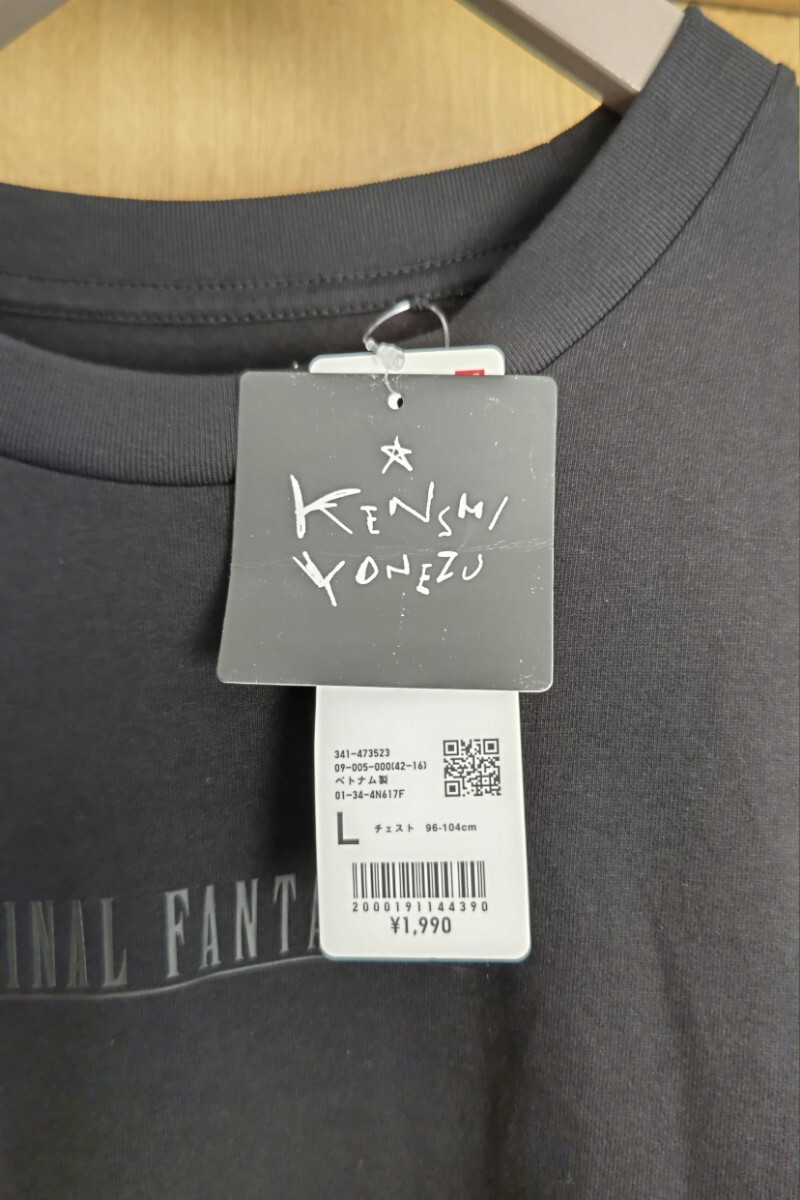 KENSHI
YONEZU
341-473523
09-005-000(42-16)
ベトナム製
01-34-4N617F
L チェスト 96-104cm
2000191144390
¥1,990
INAL FANTA